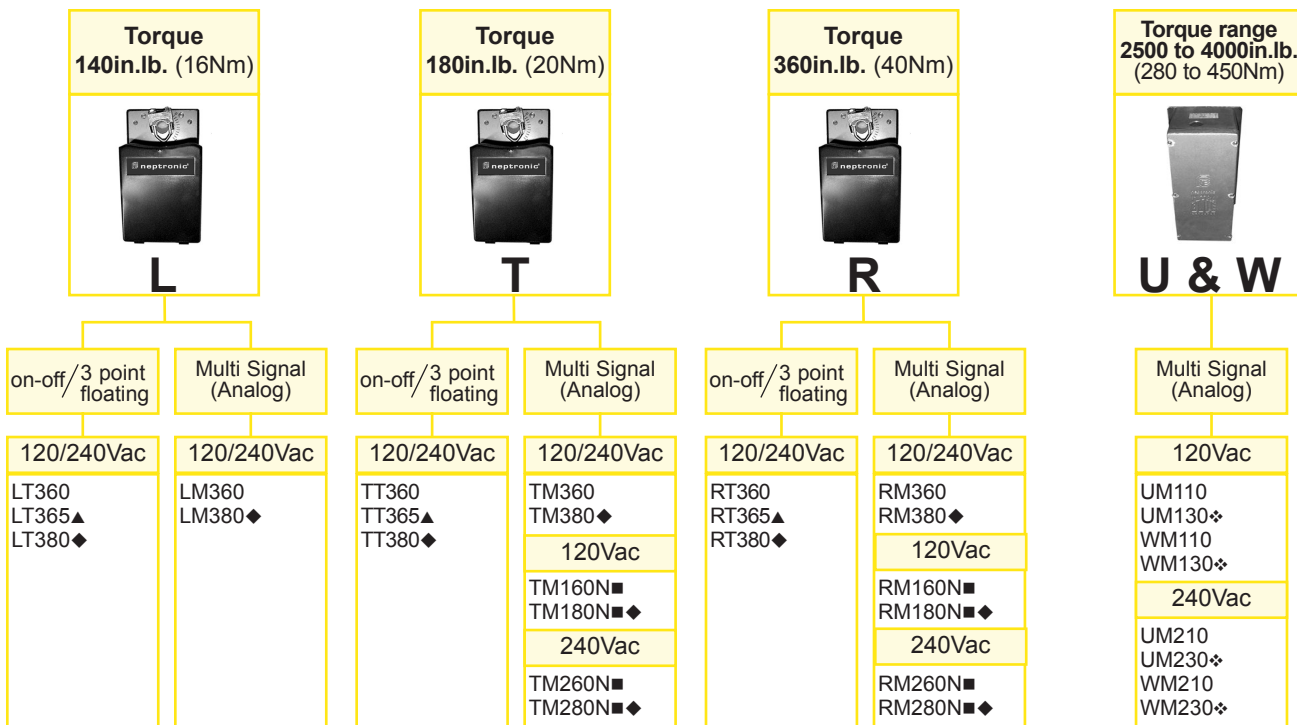 Torque
140in.lb. (16Nm)
neptronic
L
on-off/3 point
floating
120/240Vac
LT360
LT365▲
LT380◆
Multi Signal
(Analog)
120/240Vac
LM360
LM380◆
Torque
180in.lb. (20Nm)
neptronic
T
on-off/3 point
floating
120/240Vac
TT360
TT365▲
TT380◆
Multi Signal
(Analog)
120/240Vac
TM360
TM380◆
120Vac
TM160N■
TM180N■◆
240Vac
TM260N■
TM280N■◆
Torque
360in.lb. (40Nm)
neptronic
R
on-off/3 point
floating
120/240Vac
RT360
RT365▲
RT380◆
Multi Signal
(Analog)
120/240Vac
RM360
RM380◆
120Vac
RM160N■
RM180N■◆
240Vac
RM260N■
RM280N■◆
Torque range
2500 to 4000in.lb.
(280 to 450Nm)
U & W
Multi Signal
(Analog)
120Vac
UM110
UM130❖
WM110
WM130❖
240Vac
UM210
UM230❖
WM210
WM230❖